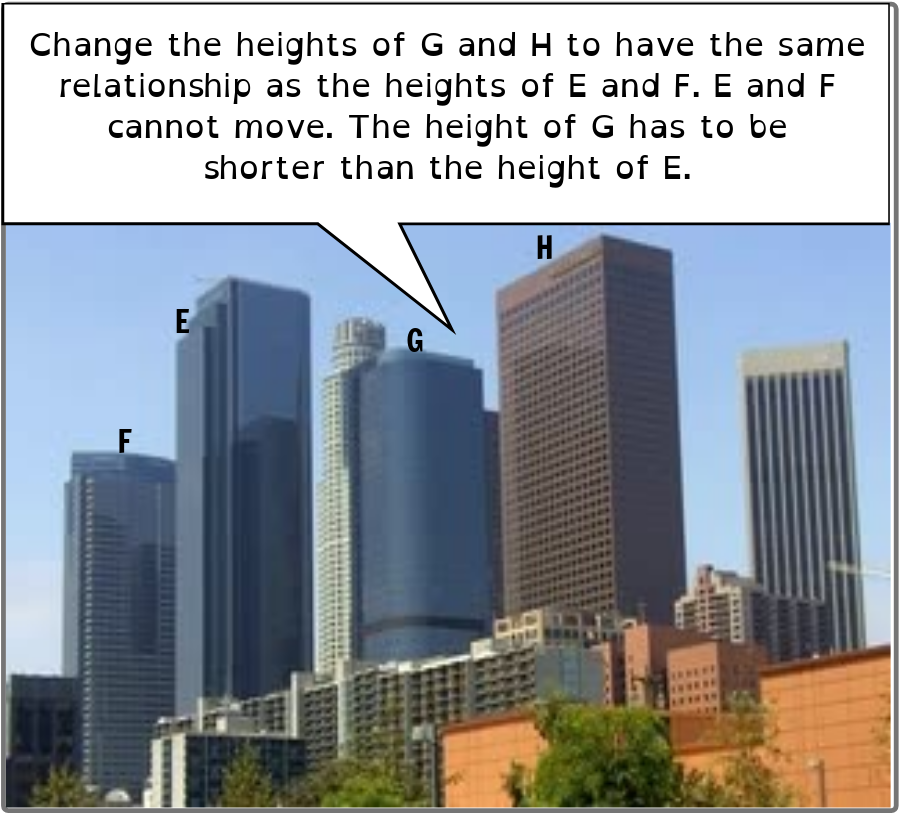 Change the heights of G and H to have the same
relationship as the heights of E and F. E and F
cannot move. The height of G has to be
shorter than the height of E.
H
E
G
F